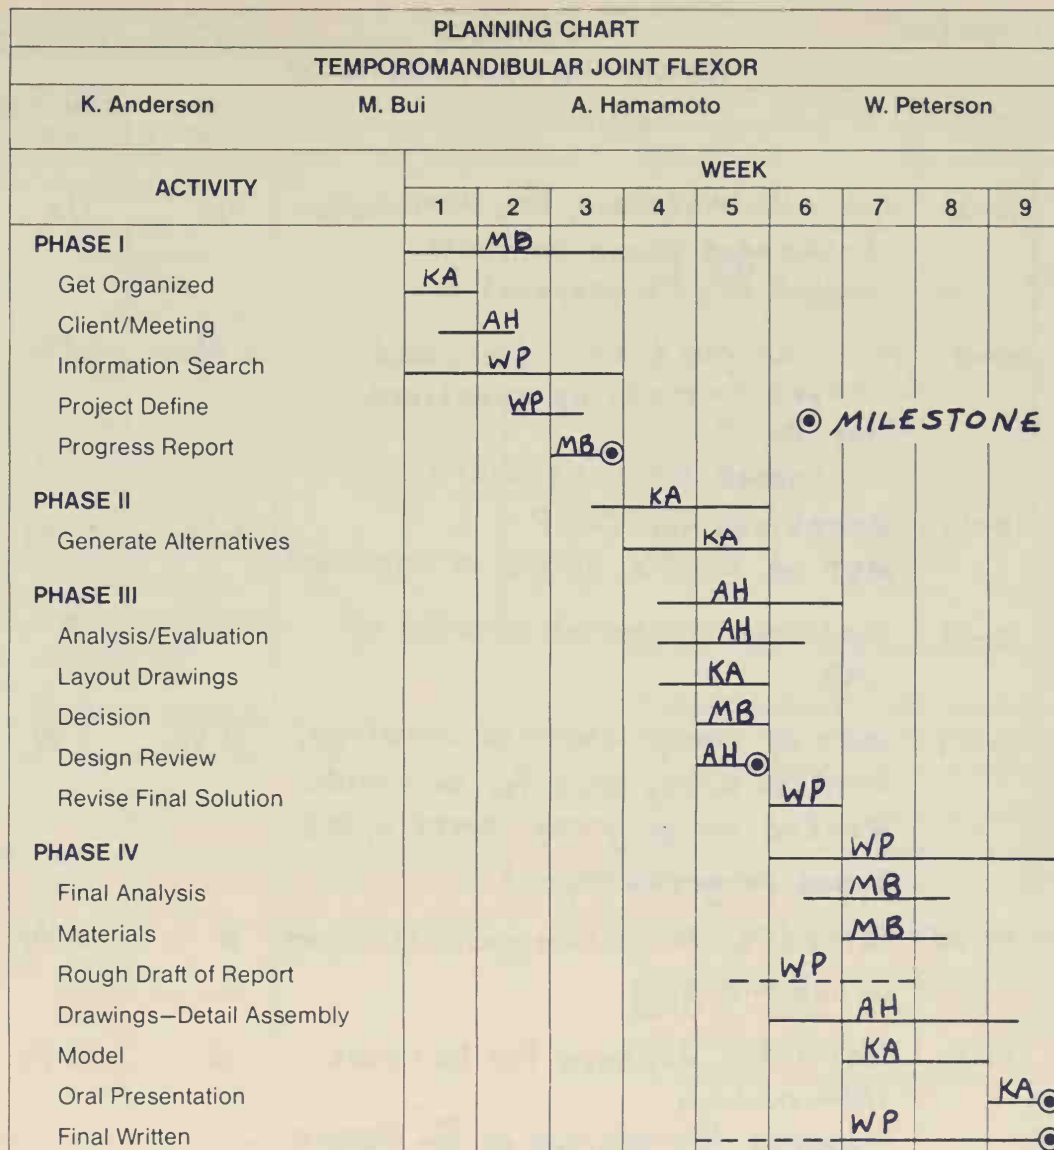 PLANNING CHART
TEMPOROMANDIBULAR JOINT FLEXOR
K. Anderson M. Bui A. Hamamoto W. Peterson
ACTIVITY
WEEK
1 2 3 4 5 6 7 8 9
PHASE I MB
Get Organized KA
Client/Meeting AH
Information Search WP
Project Define WP
MILESTONE
Progress Report MB
PHASE II KA
Generate Alternatives KA
PHASE III AH
Analysis/Evaluation AH
Layout Drawings KA
Decision MB
Design Review AH
Revise Final Solution WP
PHASE IV WP
Final Analysis MB
Materials MB
Rough Draft of Report WP
Drawings—Detail Assembly AH
Model KA
Oral Presentation KA
Final Written WP